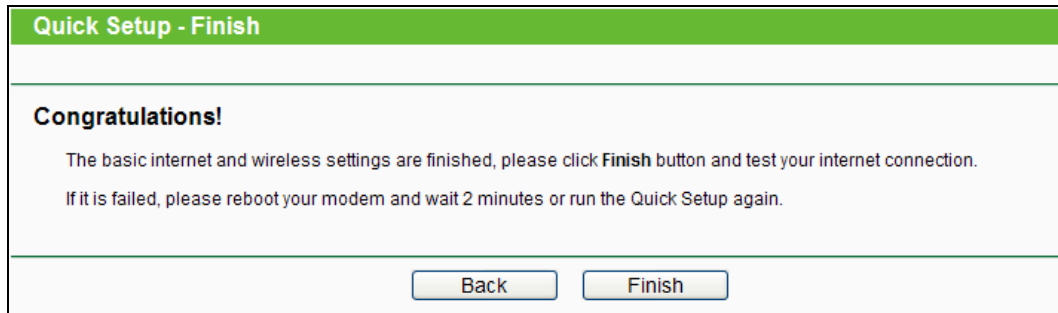 Quick Setup - Finish
Congratulations!
The basic internet and wireless settings are finished, please click Finish button and test your internet connection.
If it is failed, please reboot your modem and wait 2 minutes or run the Quick Setup again.
Back Finish